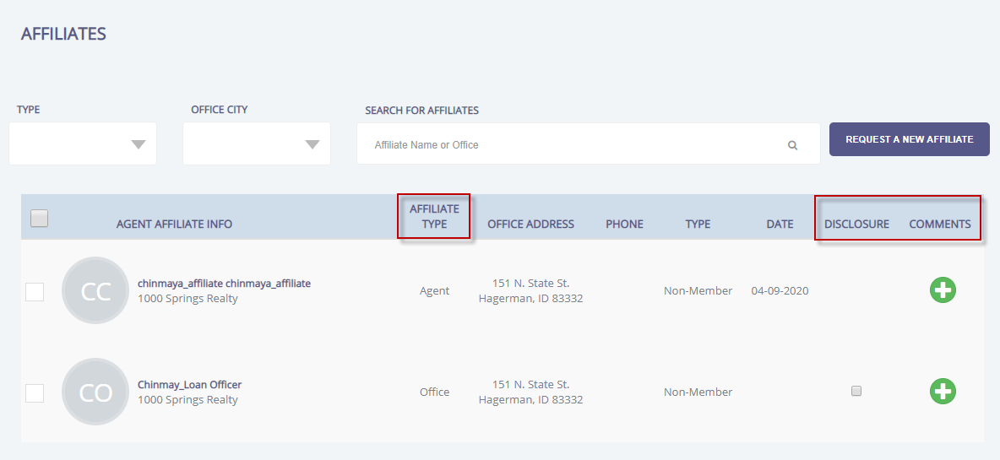 AFFILIATES
TYPE
OFFICE CITY
SEARCH FOR AFFILIATES
Affiliate Name or Office
REQUEST A NEW AFFILIATE
AGENT AFFILIATE INFO
AFFILIATE
TYPE
OFFICE ADDRESS
PHONE
TYPE
DATE
DISCLOSURE
COMMENTS
CC
chinmaya_affiliate chinmaya_affiliate
1000 Springs Realty
Agent
151 N. State St.
Hagerman, ID 83332
Non-Member
04-09-2020
CO
Chinmay_Loan Officer
1000 Springs Realty
Office
151 N. State St.
Hagerman, ID 83332
Non-Member